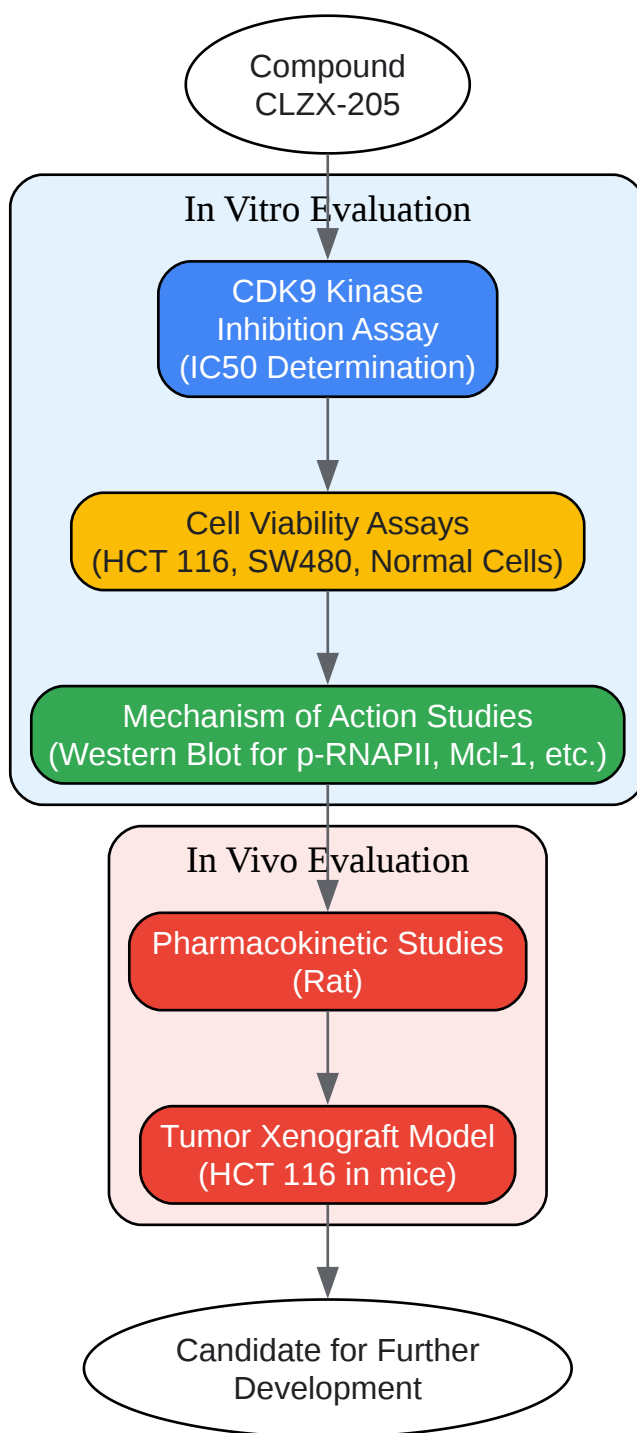 Compound
CLZX-205
In Vitro Evaluation
CDK9 Kinase
Inhibition Assay
(IC50 Determination)
Cell Viability Assays
(HCT 116, SW480, Normal Cells)
Mechanism of Action Studies
(Western Blot for p-RNAPII, Mcl-1, etc.)
In Vivo Evaluation
Pharmacokinetic Studies
(Rat)
Tumor Xenograft Model
(HCT 116 in mice)
Candidate for Further
Development